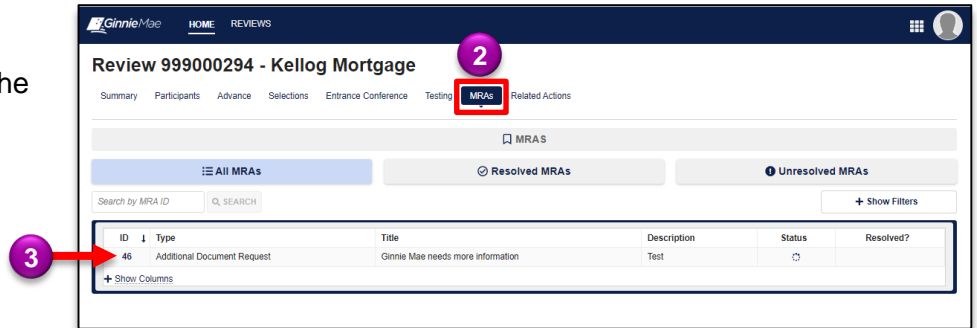 he
GinnieMae HOME REVIEWS
Review 999000294 - Kellog Mortgage
2
Summary Participants Advance Selections Entrance Conference Testing MRAs Related Actions
MRAS
All MRAs Resolved MRAs Unresolved MRAs
Search by MRA ID SEARCH + Show Filters
ID ↓ Type Title Description Status Resolved?
3
46 Additional Document Request Ginnie Mae needs more information Test
+ Show Columns